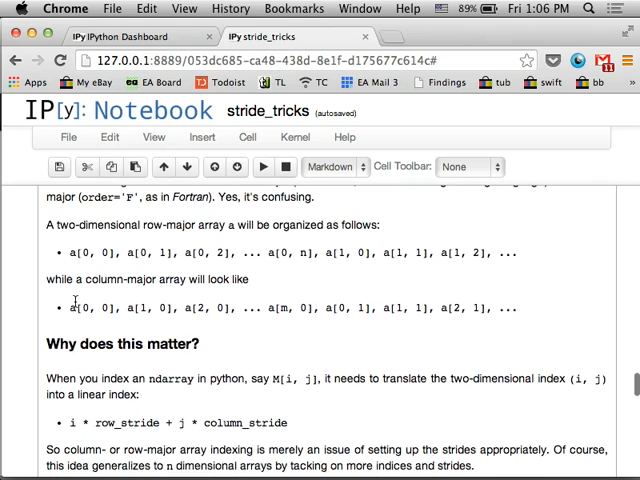 Chrome File Edit View History Bookmarks Window Help 89% Fri 1:06 PM
IPy IPython Dashboard IPy stride_tricks
127.0.0.1:8889/053dc685-ca48-438d-8e1f-d175677c614c#
Apps My eBay ea EA Board Todoist TL TC EA Mail 3 Findings tub swift bb 11
IP[y]: Notebook stride_tricks (autosaved)
File Edit View Insert Cell Kernel Help
Markdown Cell Toolbar: None
major (order='F', as in Fortran). Yes, it's confusing.
A two-dimensional row-major array a will be organized as follows:
• a[0, 0], a[0, 1], a[0, 2], ... a[0, n], a[1, 0], a[1, 1], a[1, 2], ...
while a column-major array will look like
• a[0, 0], a[1, 0], a[2, 0], ... a[m, 0], a[0, 1], a[1, 1], a[2, 1], ...
Why does this matter?
When you index an ndarray in python, say M[i, j], it needs to translate the two-dimensional index (i, j)
into a linear index:
• i * row_stride + j * column_stride
So column- or row-major array indexing is merely an issue of setting up the strides appropriately. Of course,
this idea generalizes to n dimensional arrays by tacking on more indices and strides.